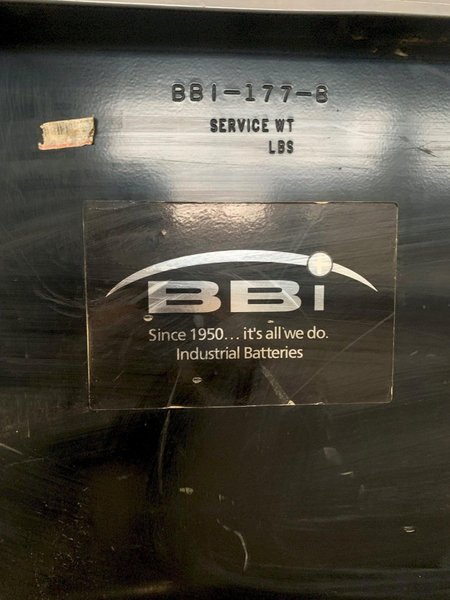 BBI-177-8
SERVICE WT
LBS
BBi
Since 1950... it's all we do.
Industrial Batteries